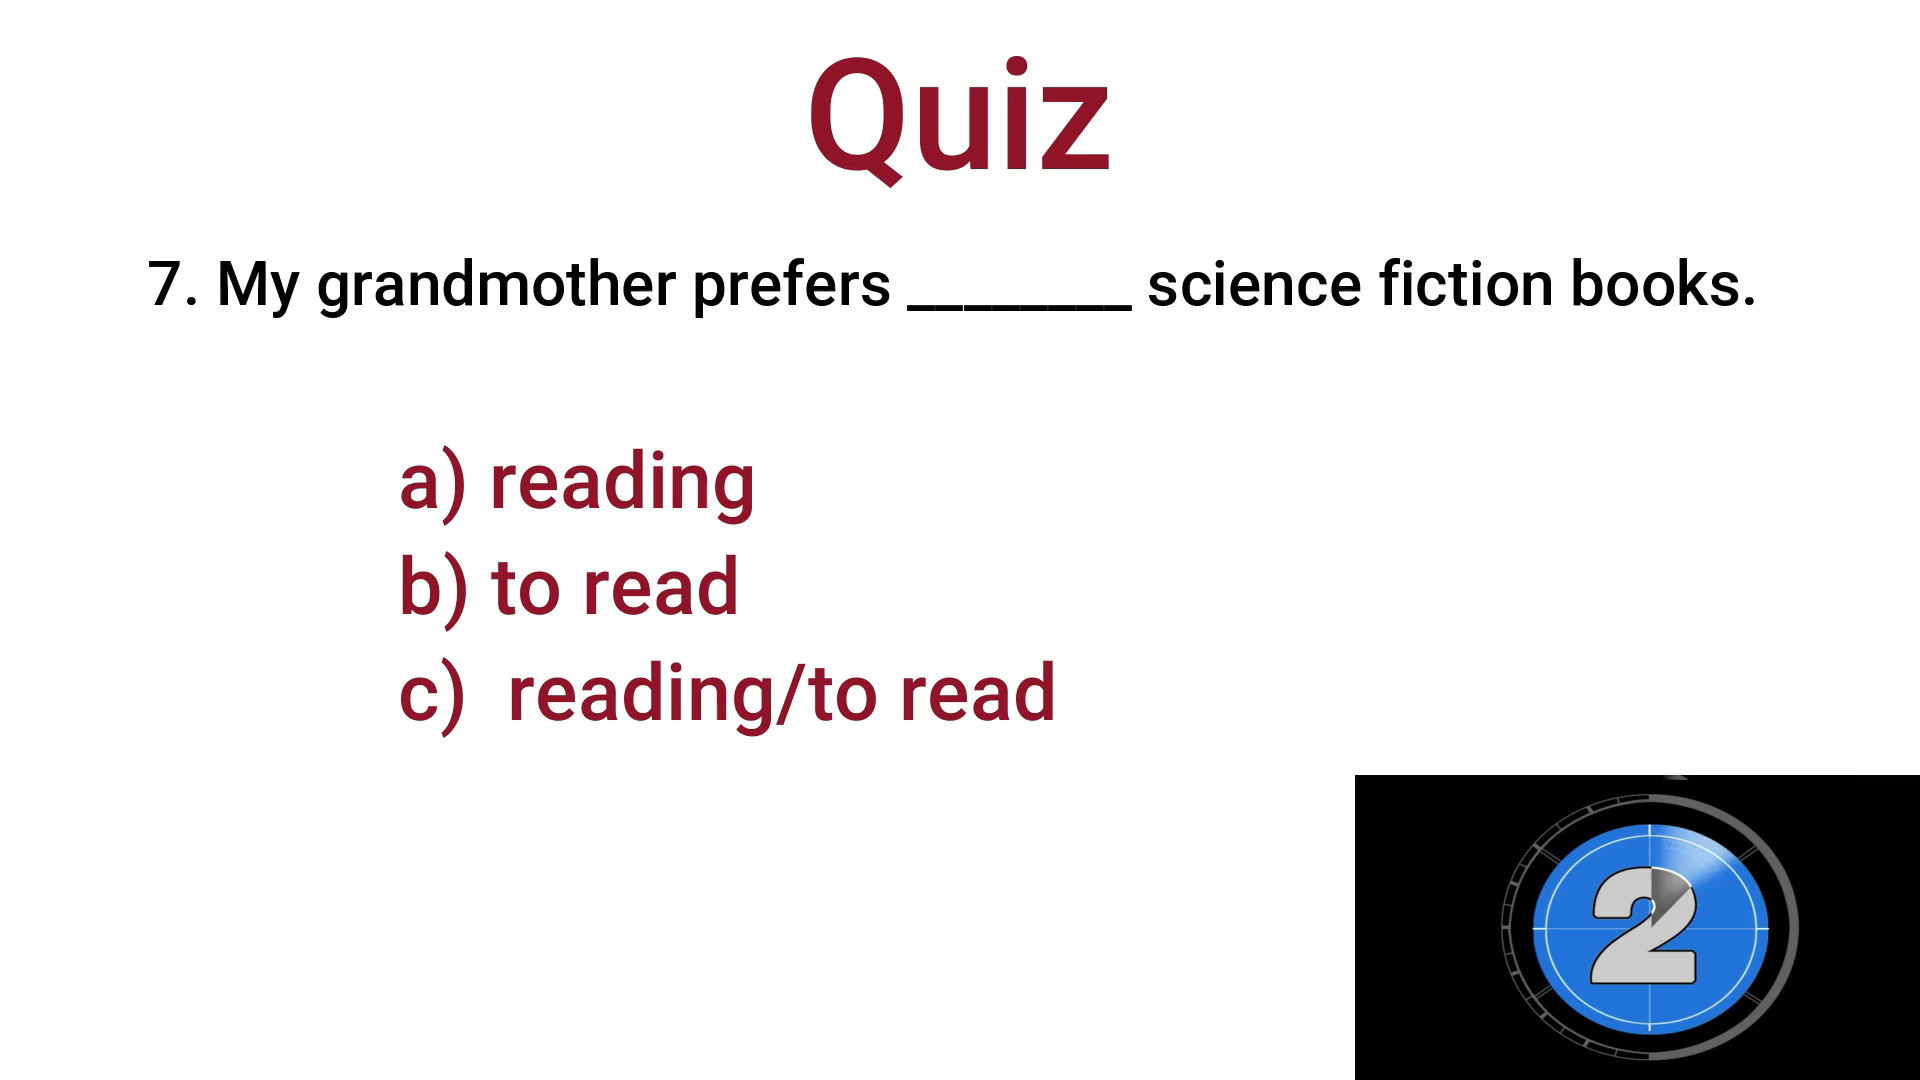 Quiz
7. My grandmother prefers ________ science fiction books.
a) reading
b) to read
c) reading/to read
2